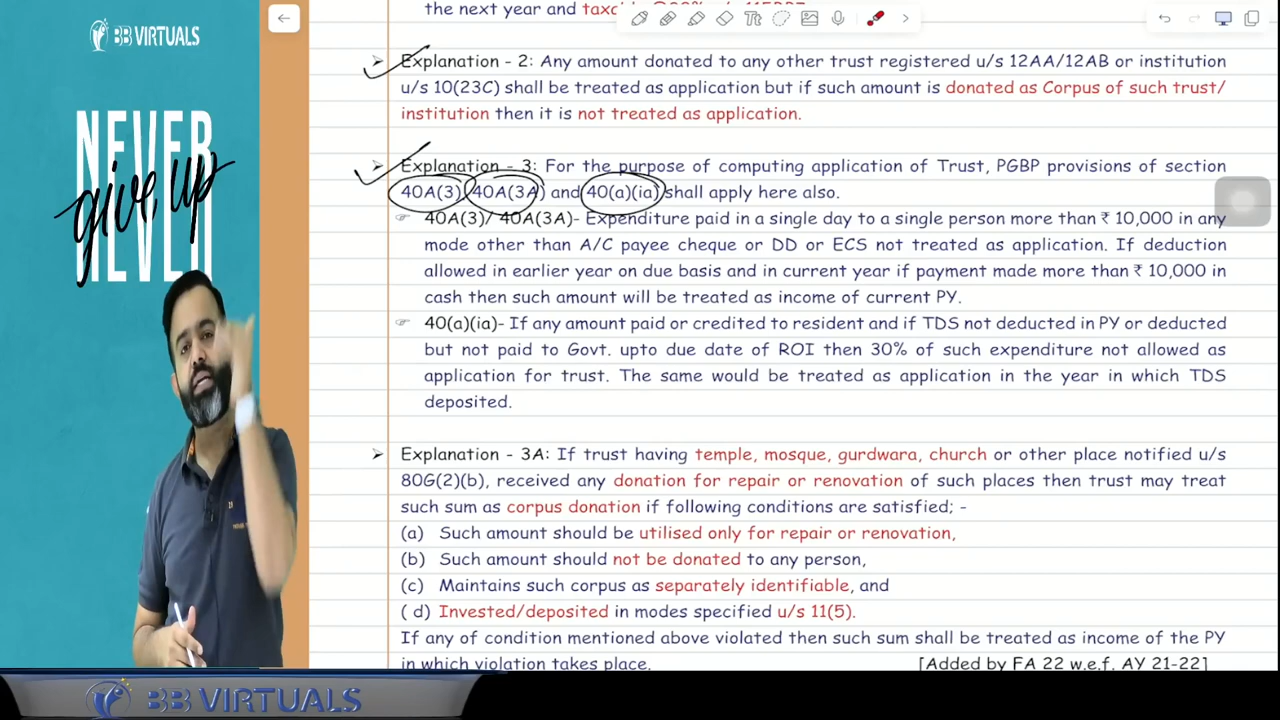 the next year and taxable @30% u/s 115BBI
BB VIRTUALS
Explanation - 2: Any amount donated to any other trust registered u/s 12AA/12AB or institution
u/s 10(23C) shall be treated as application but if such amount is donated as Corpus of such trust/
institution then it is not treated as application.
NEVER
give up
NEVER
Explanation - 3: For the purpose of computing application of Trust, PGBP provisions of section
40A(3), 40A(3A) and 40(a)(ia) shall apply here also.
40A(3)/ 40A(3A)- Expenditure paid in a single day to a single person more than ₹ 10,000 in any
mode other than A/C payee cheque or DD or ECS not treated as application. If deduction
allowed in earlier year on due basis and in current year if payment made more than ₹ 10,000 in
cash then such amount will be treated as income of current PY.
40(a)(ia)- If any amount paid or credited to resident and if TDS not deducted in PY or deducted
but not paid to Govt. upto due date of ROI then 30% of such expenditure not allowed as
application for trust. The same would be treated as application in the year in which TDS
deposited.
Explanation - 3A: If trust having temple, mosque, gurdwara, church or other place notified u/s
80G(2)(b), received any donation for repair or renovation of such places then trust may treat
such sum as corpus donation if following conditions are satisfied; -
(a) Such amount should be utilised only for repair or renovation,
(b) Such amount should not be donated to any person,
(c) Maintains such corpus as separately identifiable, and
( d) Invested/deposited in modes specified u/s 11(5).
If any of condition mentioned above violated then such sum shall be treated as income of the PY
in which violation takes place. [Added by FA 22 w.e.f. AY 21-22]
BB VIRTUALS